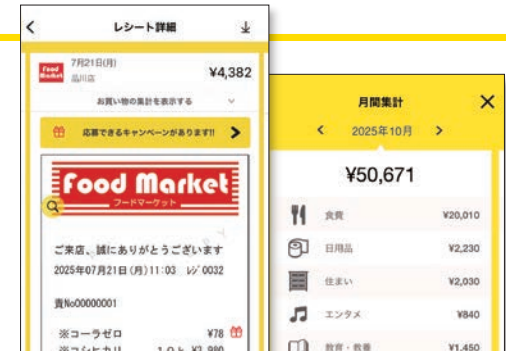 レシート詳細
Food Market
7月21日(月)
品川店
¥4,382
お買い物の集計を表示する
応募できるキャンペーンがあります!!
Food Market
フードマーケット
ご来店、誠にありがとうございます
2025年07月21日(月)11:03 ﾚｼﾞ0032
責No00000001
※コーラゼロ ¥78
※コシヒカリ
月間集計
2025年10月
¥50,671
食費 ¥20,010
日用品 ¥2,230
住まい ¥2,030
エンタメ ¥840
教育・教養 ¥1,450